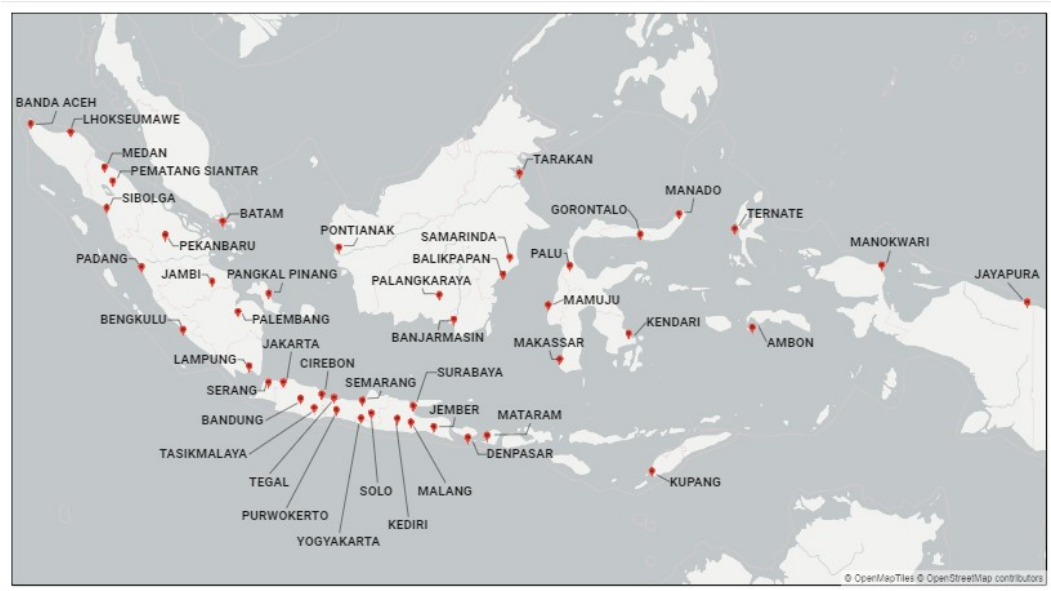 BANDA ACEH
LHOKSEUMAWE
MEDAN
PEMATANG SIANTAR
TARAKAN
SIBOLGA
MANADO
BATAM
GORONTALO
TERNATE
PONTIANAK
SAMARINDA
MANOKWARI
PEKANBARU
PADANG
BALIKPAPAN
PALU
JAMBI
PANGKAL PINANG
PALANGKARAYA
JAYAPURA
MAMUJU
BENGKULU
PALEMBANG
KENDARI
BANJARMASIN
MAKASSAR
AMBON
JAKARTA
LAMPUNG
CIREBON
SERANG
SEMARANG
SURABAYA
BANDUNG
JEMBER
MATARAM
TASIKMALAYA
DENPASAR
TEGAL
SOLO
MALANG
KUPANG
PURWOKERTO
KEDIRI
YOGYAKARTA
© OpenMapTiles © OpenStreetMap contributors